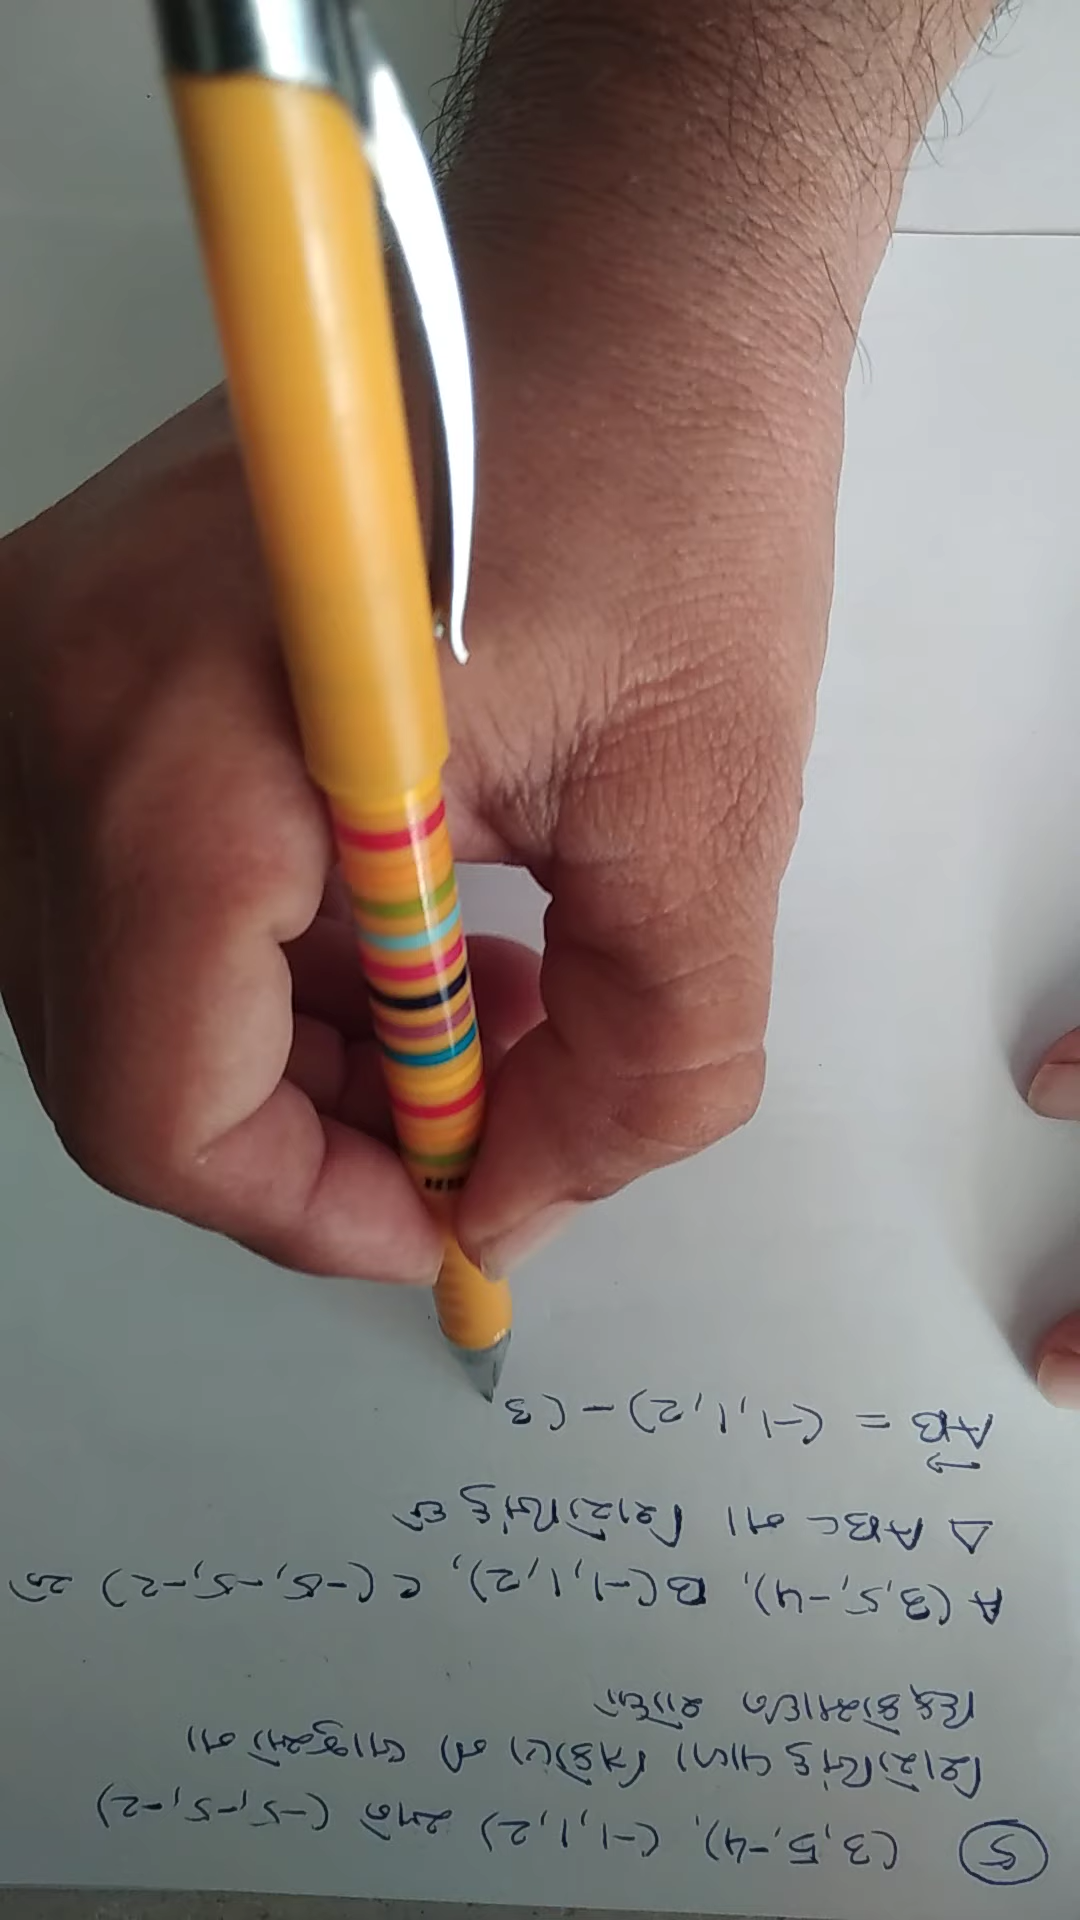 (5) (3, 5, -4), (-1, 1, 2) અને (-5, -5, -2)
શિરોબિંદુ વાળા ત્રિકોણ ની બાજુઓની ના
દિક્કોસાઈન શોધો
A (3, 5, -4), B(-1, 1, 2), C (-5, -5, -2) એ
△ ABC ના શિરોબિંદુ છે
→
AB = (-1, 1, 2) - (3